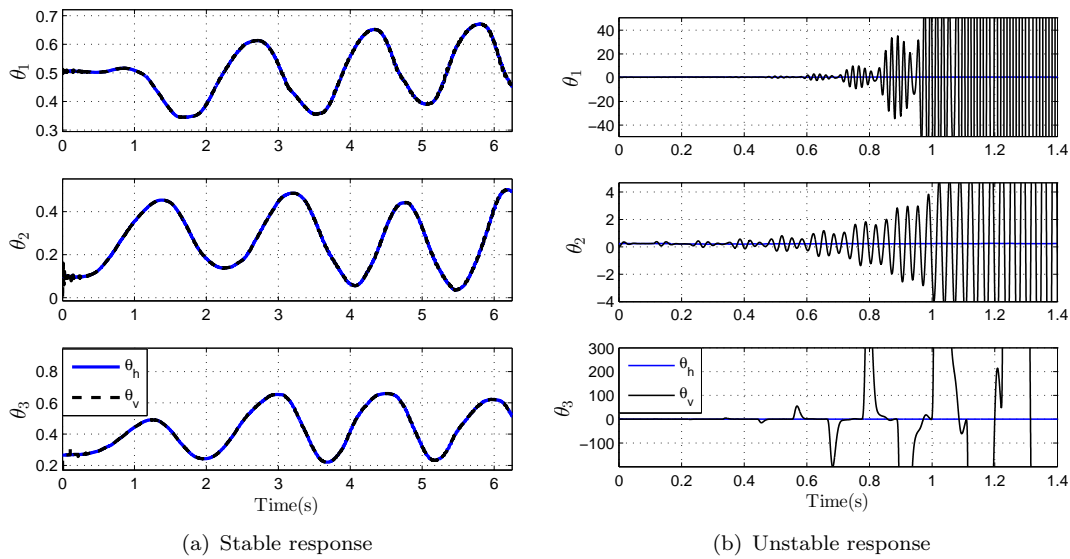 0.7
0.6
0.5
0.4
0.3
θ1
0 1 2 3 4 5 6
0.4
0.2
0
θ2
0 1 2 3 4 5 6
0.8
0.6
0.4
0.2
θ3
θh
θv
0 1 2 3 4 5 6
Time(s)
(a) Stable response
40
20
0
−20
−40
θ1
0 0.2 0.4 0.6 0.8 1 1.2 1.4
4
2
0
−2
−4
θ2
0 0.2 0.4 0.6 0.8 1 1.2 1.4
300
200
100
0
−100
θ3
θh
θv
0 0.2 0.4 0.6 0.8 1 1.2 1.4
Time(s)
(b) Unstable response